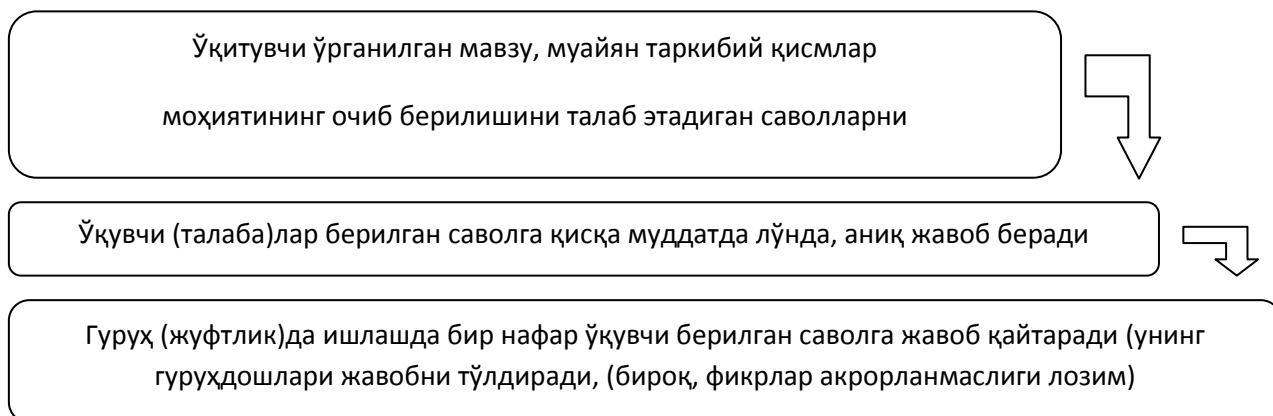 Ўқитувчи ўрганилган мавзу, муайян таркибий қисмлар
моҳиятининг очиб берилишини талаб этадиган саволларни
Ўқувчи (талаба)лар берилган саволга қисқа муддатда лўнда, аниқ жавоб беради
Гуруҳ (жуфтлик)да ишлашда бир нафар ўқувчи берилган саволга жавоб қайтаради (унинг
гуруҳдошлари жавобни тўлдиради, (бироқ, фикрлар акрорланмаслиги лозим)